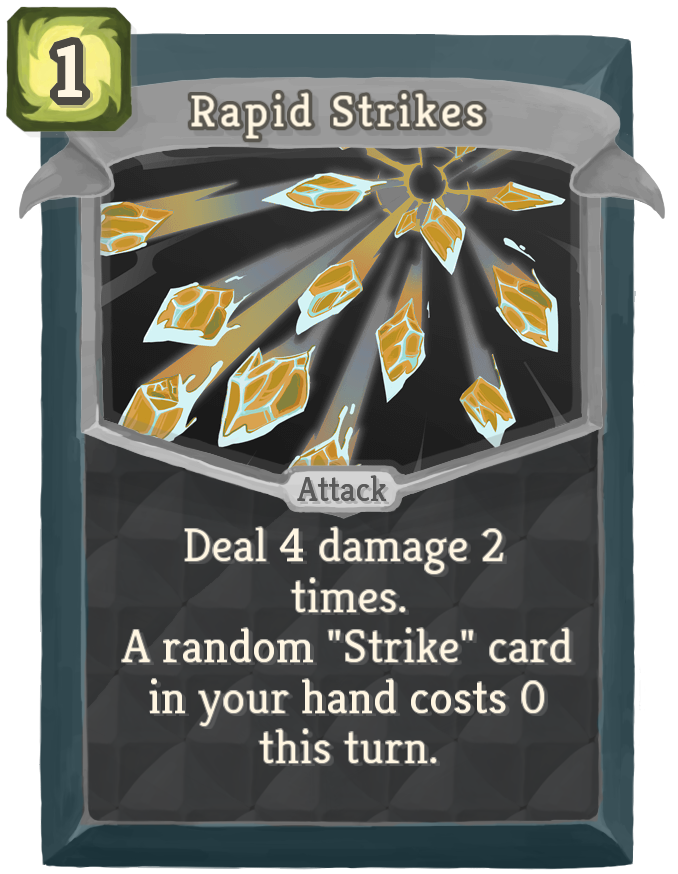 1
Rapid Strikes
Attack
Deal 4 damage 2
times.
A random "Strike" card
in your hand costs 0
this turn.